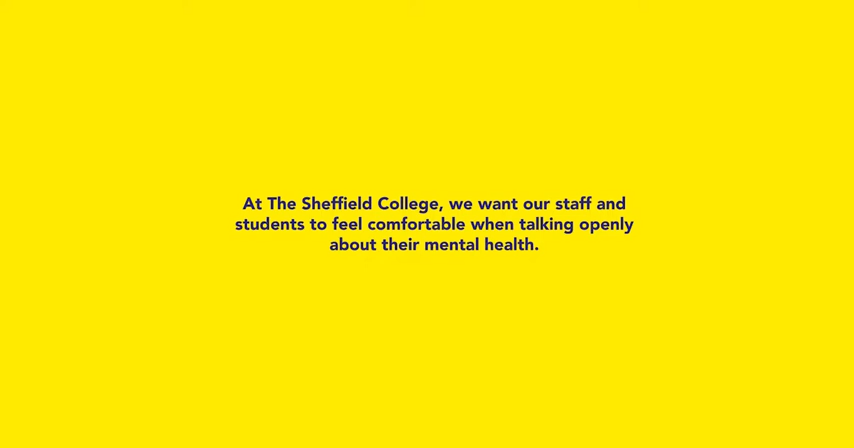 At The Sheffield College, we want our staff and
students to feel comfortable when talking openly
about their mental health.